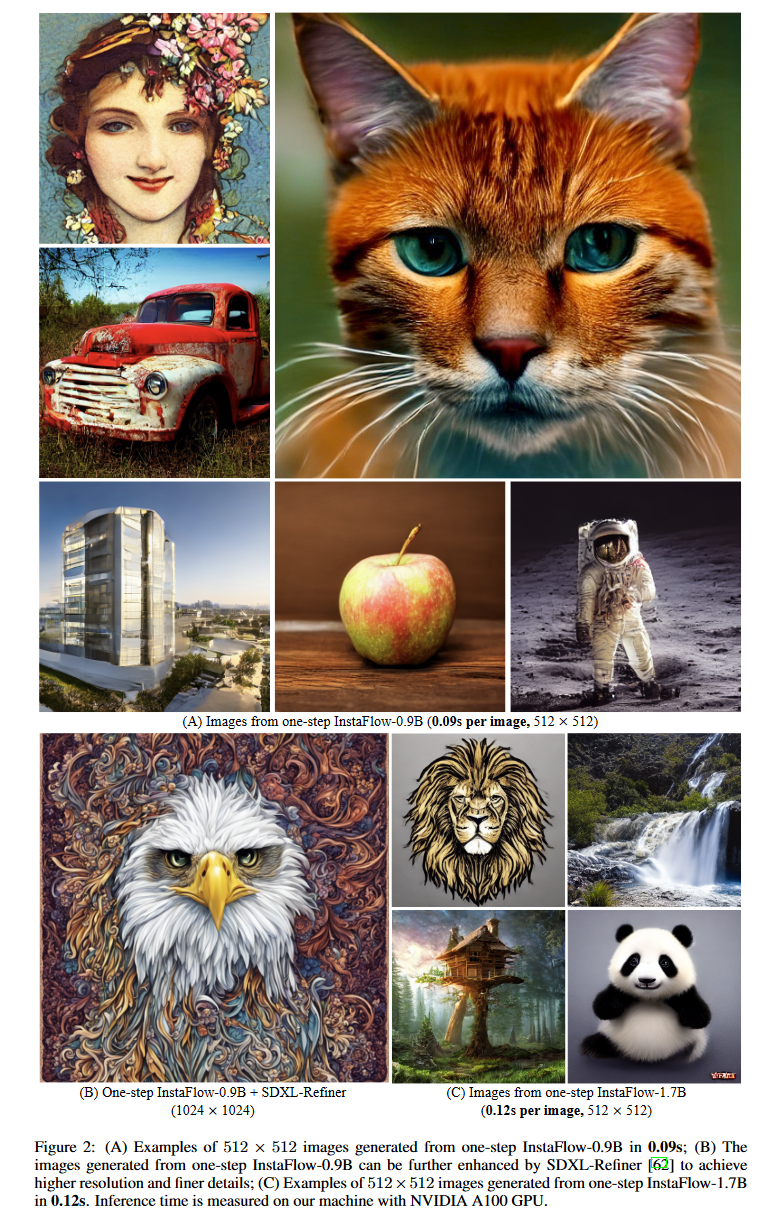 (A) Images from one-step InstaFlow-0.9B (0.09s per image, 512 × 512)
(B) One-step InstaFlow-0.9B + SDXL-Refiner
(1024 × 1024)
(C) Images from one-step InstaFlow-1.7B
(0.12s per image, 512 × 512)
Figure 2: (A) Examples of 512 × 512 images generated from one-step InstaFlow-0.9B in 0.09s; (B) The
images generated from one-step InstaFlow-0.9B can be further enhanced by SDXL-Refiner [62] to achieve
higher resolution and finer details; (C) Examples of 512 × 512 images generated from one-step InstaFlow-1.7B
in 0.12s. Inference time is measured on our machine with NVIDIA A100 GPU.